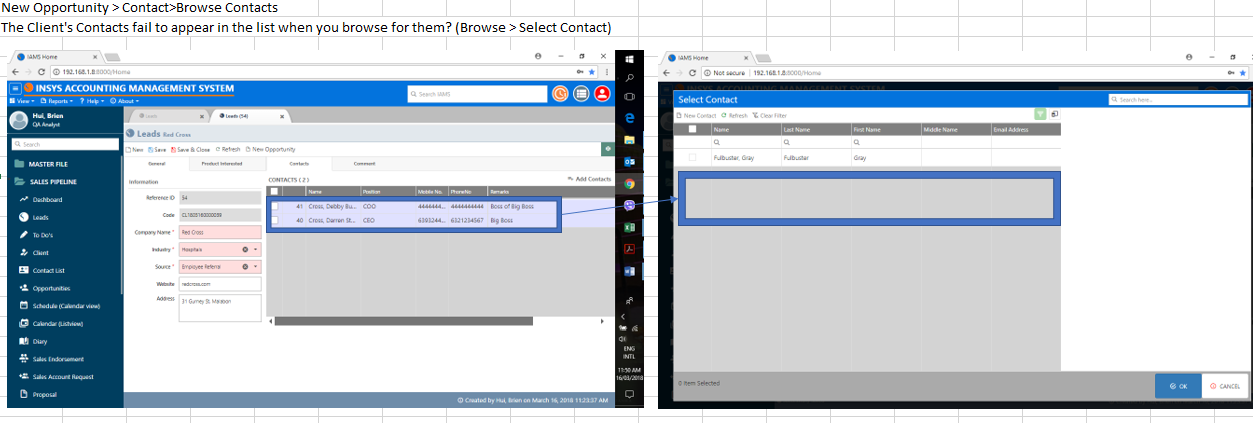 New Opportunity > Contact>Browse Contacts
The Client's Contacts fail to appear in the list when you browse for them? (Browse > Select Contact)
IAMS Home
192.168.1.8:8000/Home
INSYS ACCOUNTING MANAGEMENT SYSTEM
Search IAMS
View Reports ? Help About
Hui, Brien
QA Analyst
Search
MASTER FILE
SALES PIPELINE
Dashboard
Leads
To Do's
Client
Contact List
Opportunities
Schedule (Calendar view)
Calendar (Listview)
Diary
Sales Endorsement
Sales Account Request
Proposal
Leads Leads (54)
Leads Red Cross
New Save Save & Close Refresh New Opportunity
General Product Interested Contacts Comment
Information
Reference ID 54
Code CL1603160000059
Company Name * Red Cross
Industry * Hospitals
Source * Employee Referral
Website redcross.com
Address 31 Gurney St. Malabon
CONTACTS ( 2 ) Add Contacts
Name Position Mobile No. PhoneNo Remarks
41 Cross, Debby Bu... COO 4444444... 44444444444 Boss of Big Boss
40 Cross, Darren St... CEO 6393244... 6321234567 Big Boss
Created by Hui, Brien on March 16, 2018 11:23:37 AM
ENG
INTL
11:50 AM
16/03/2018
IAMS Home
Not secure 192.168.1.8:8000/Home
Select Contact
Search here..
New Contact Refresh Clear Filter
Name Last Name First Name Middle Name Email Address
Fullbuster, Gray Fullbuster Gray
0 Item Selected
OK CANCEL